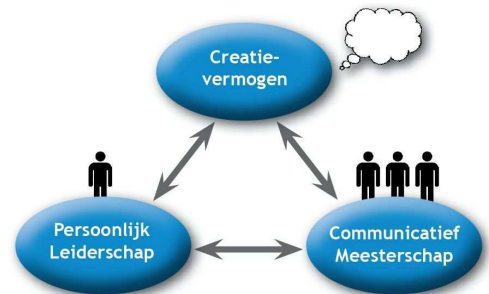 Creatie-
vermogen
Persoonlijk
Leiderschap
Communicatief
Meesterschap